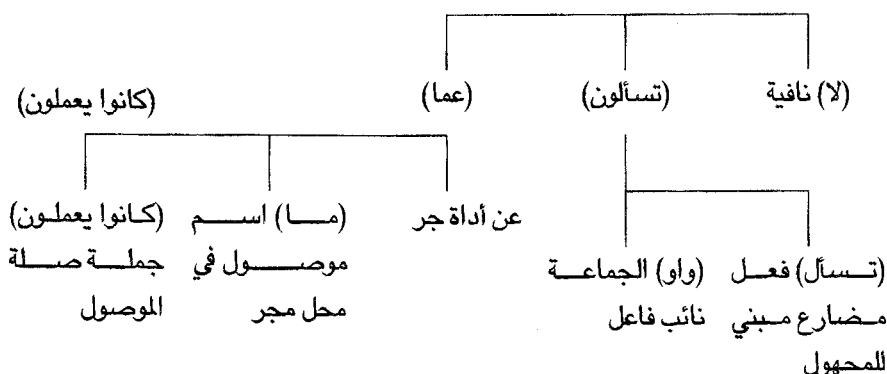 (لا) نافية (تسألون) (عما) (كانوا يعملون)
(تسأل) فعل مضارع مبني للمحهول
(واو) الجماعة نائب فاعل
عن أداة جر
(ما) اسم موصول في محل مجر
(كانوا يعملون) جملة صلة الموصول